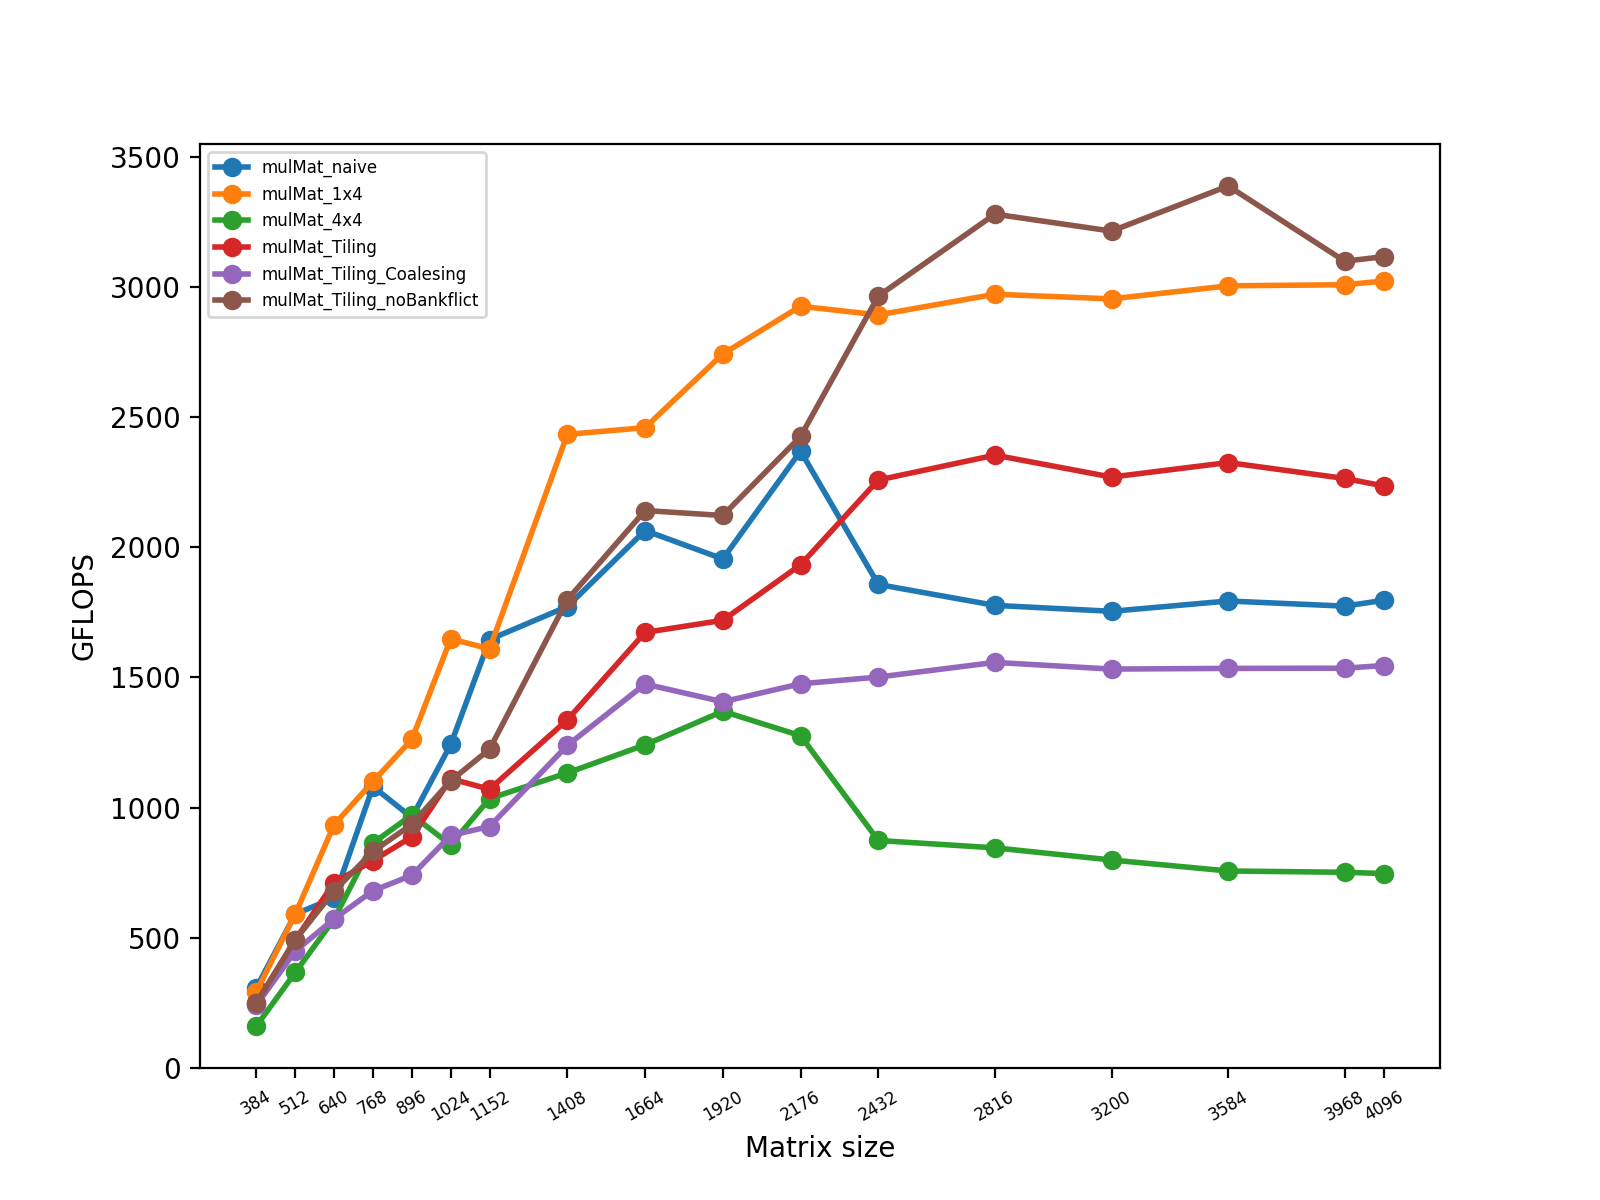 3500
3000
2500
2000
1500
1000
500
0
GFLOPS
mulMat_naive
mulMat_1x4
mulMat_4x4
mulMat_Tiling
mulMat_Tiling_Coalesing
mulMat_Tiling_noBankflict
384 512 640 768 896 1024 1152 1408 1664 1920 2176 2432 2816 3200 3584 3968 4096
Matrix size